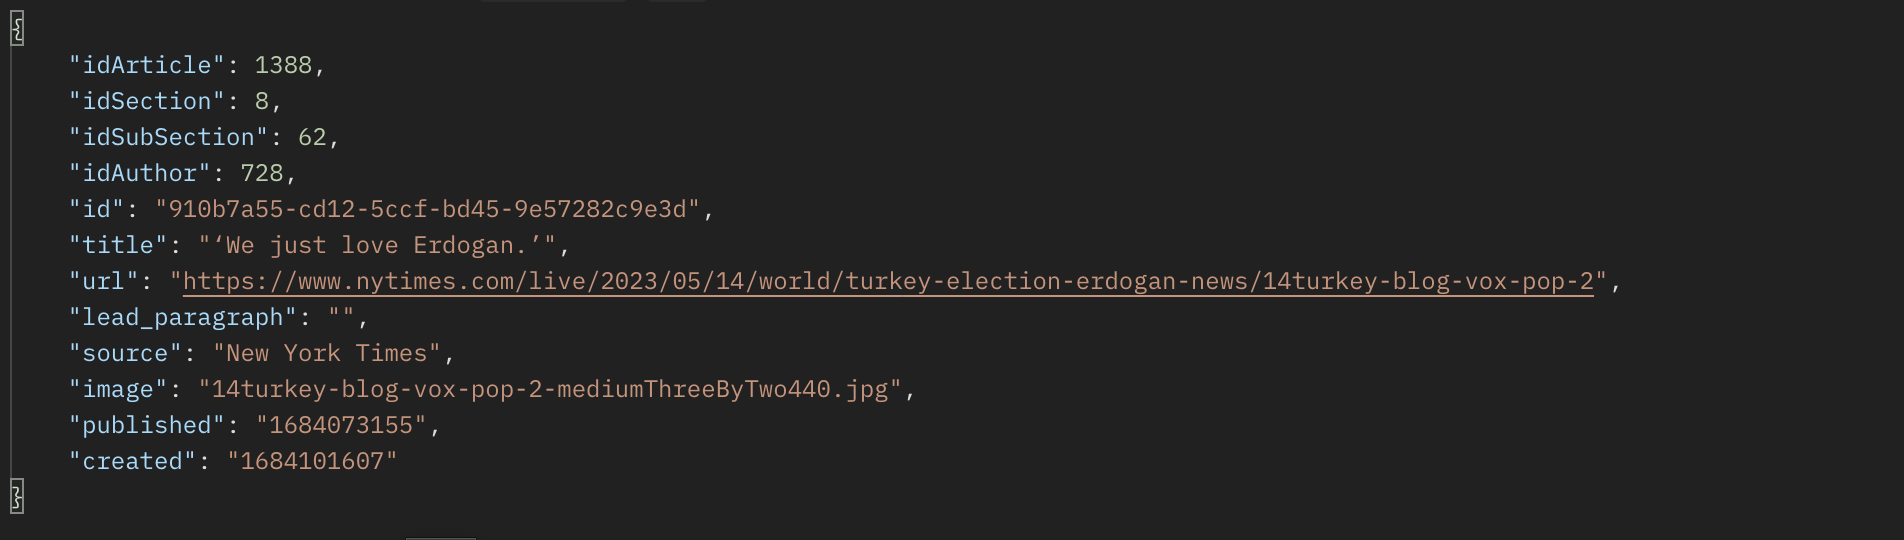 {
"idArticle": 1388,
"idSection": 8,
"idSubSection": 62,
"idAuthor": 728,
"id": "910b7a55-cd12-5ccf-bd45-9e57282c9e3d",
"title": "‘We just love Erdogan.’",
"url": "https://www.nytimes.com/live/2023/05/14/world/turkey-election-erdogan-news/14turkey-blog-vox-pop-2",
"lead_paragraph": "",
"source": "New York Times",
"image": "14turkey-blog-vox-pop-2-mediumThreeByTwo440.jpg",
"published": "1684073155",
"created": "1684101607"
}